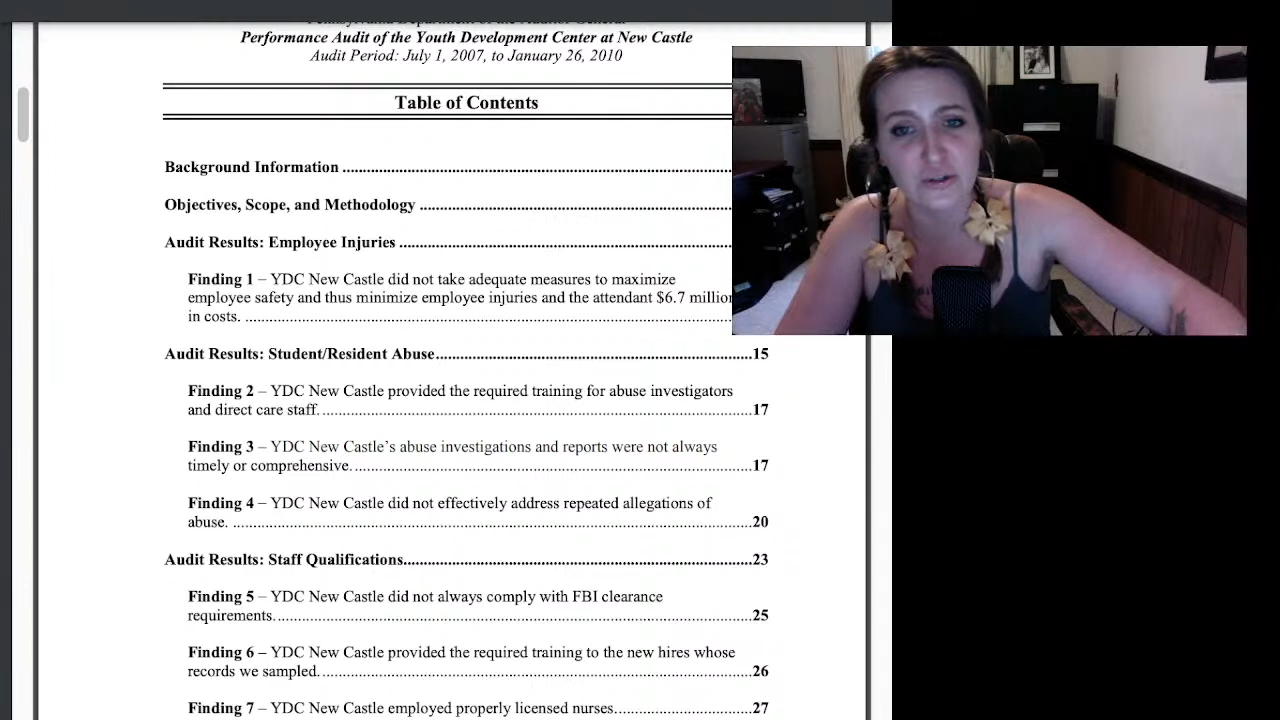 Pennsylvania Department of the Auditor General
Performance Audit of the Youth Development Center at New Castle
Audit Period: July 1, 2007, to January 26, 2010
Table of Contents
Background Information
Objectives, Scope, and Methodology
Audit Results: Employee Injuries
Finding 1 – YDC New Castle did not take adequate measures to maximize
employee safety and thus minimize employee injuries and the attendant $6.7 million
in costs.
Audit Results: Student/Resident Abuse 15
Finding 2 – YDC New Castle provided the required training for abuse investigators
and direct care staff. 17
Finding 3 – YDC New Castle’s abuse investigations and reports were not always
timely or comprehensive. 17
Finding 4 – YDC New Castle did not effectively address repeated allegations of
abuse. 20
Audit Results: Staff Qualifications 23
Finding 5 – YDC New Castle did not always comply with FBI clearance
requirements. 25
Finding 6 – YDC New Castle provided the required training to the new hires whose
records we sampled. 26
Finding 7 – YDC New Castle employed properly licensed nurses. 27